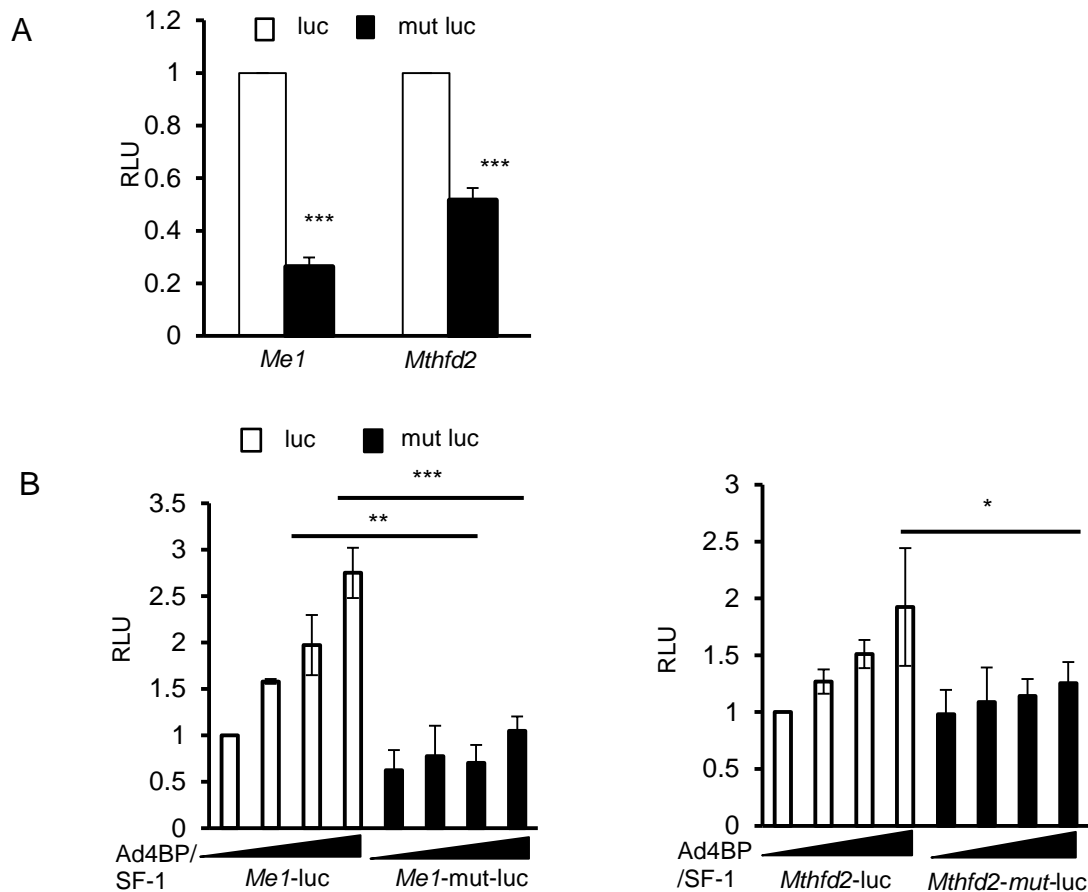 A
1.2
1
0.8
0.6
0.4
0.2
0
RLU
luc
mut luc
***
***
Me1
Mthfd2
B
luc
mut luc
3.5
3
2.5
2
1.5
1
0.5
0
RLU
***
**
Ad4BP/
SF-1
Me1-luc
Me1-mut-luc
3
2.5
2
1.5
1
0.5
0
RLU
*
Ad4BP
/SF-1
Mthfd2-luc
Mthfd2-mut-luc